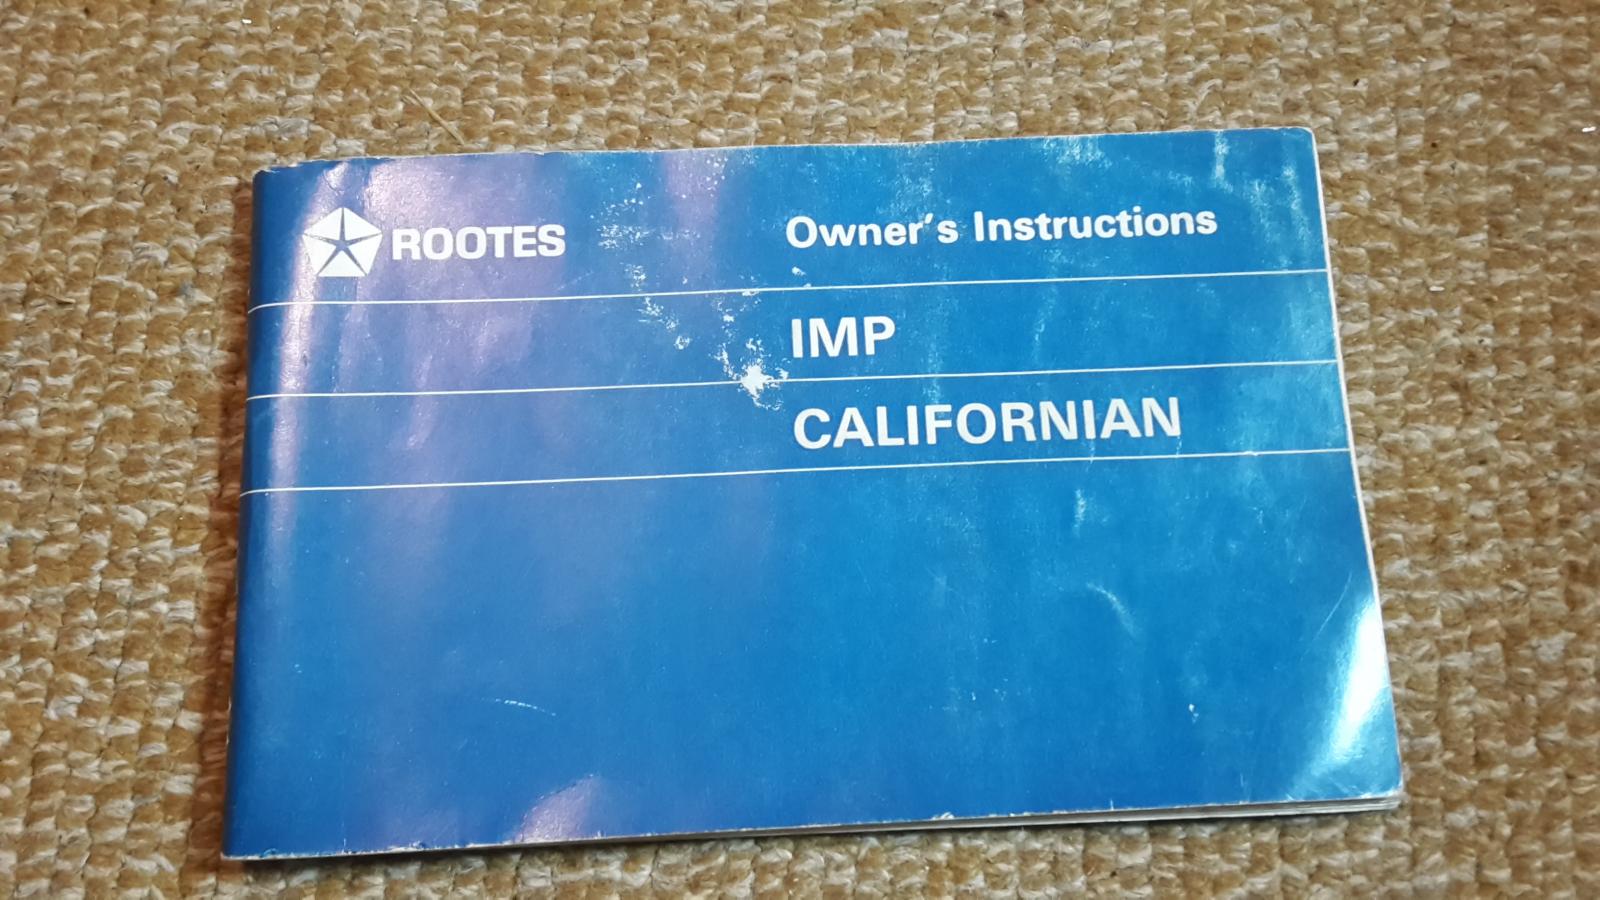 ROOTES
Owner's Instructions
IMP
CALIFORNIAN